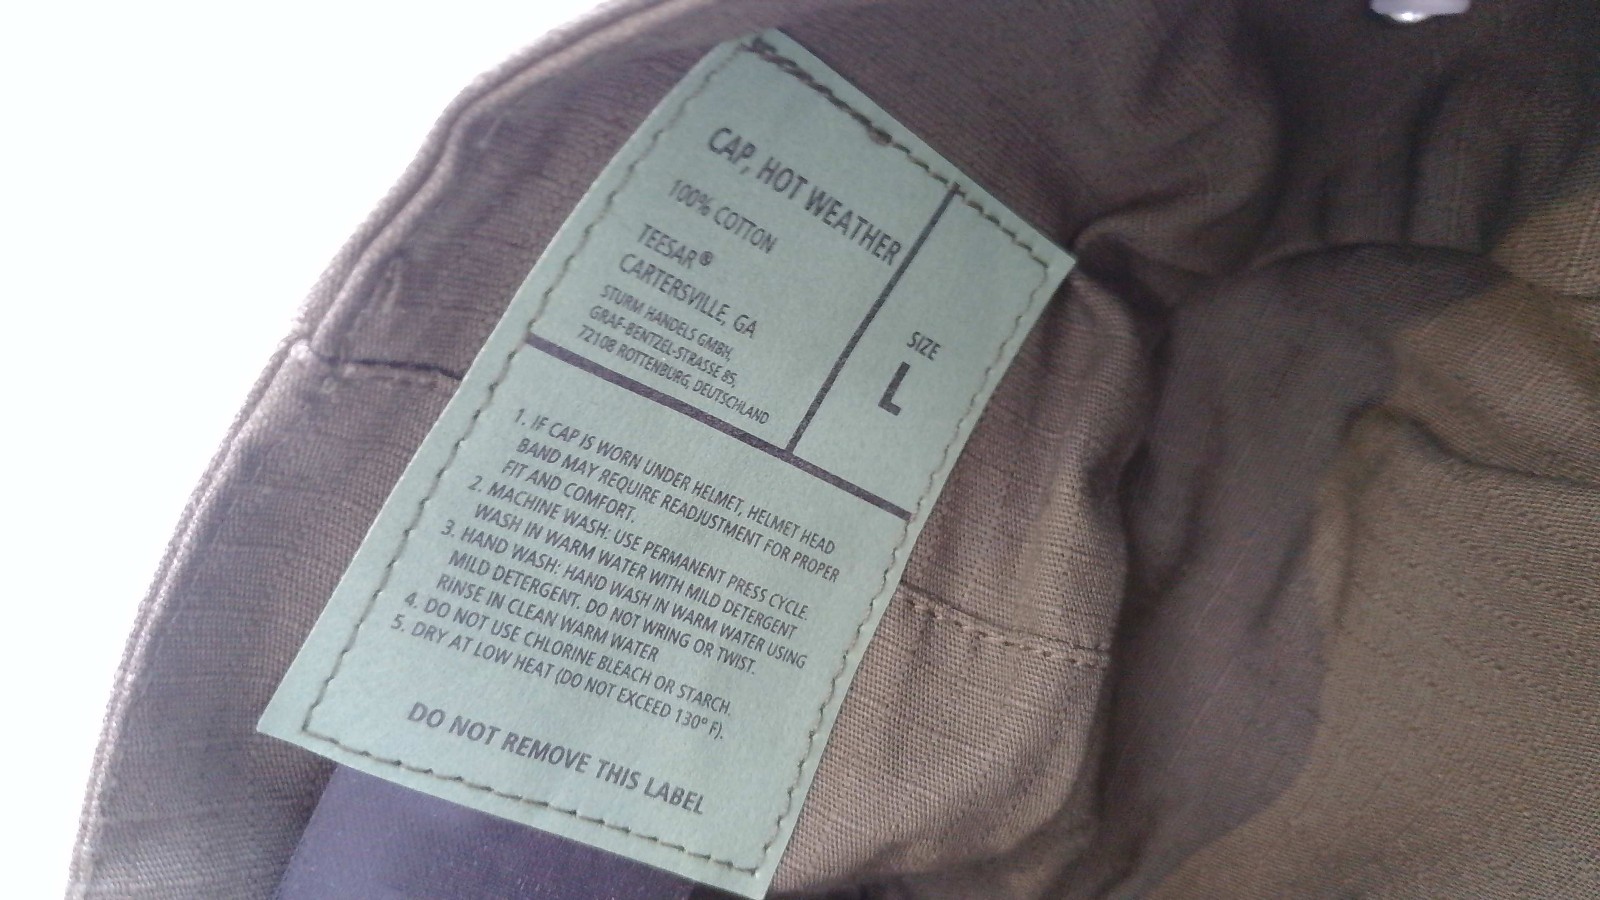 CAP, HOT WEATHER
100% COTTON
TEESAR®
CARTERSVILLE, GA
STURM HANDELS GMBH,
GRAF-BENTZEL-STRASSE 85,
72108 ROTTENBURG, DEUTSCHLAND
SIZE
L
1. IF CAP IS WORN UNDER HELMET, HELMET HEAD
BAND MAY REQUIRE READJUSTMENT FOR PROPER
FIT AND COMFORT.
2. MACHINE WASH: USE PERMANENT PRESS CYCLE.
WASH IN WARM WATER WITH MILD DETERGENT
3. HAND WASH: HAND WASH IN WARM WATER USING
MILD DETERGENT. DO NOT WRING OR TWIST.
RINSE IN CLEAN WARM WATER
4. DO NOT USE CHLORINE BLEACH OR STARCH.
5. DRY AT LOW HEAT (DO NOT EXCEED 130° F).
DO NOT REMOVE THIS LABEL